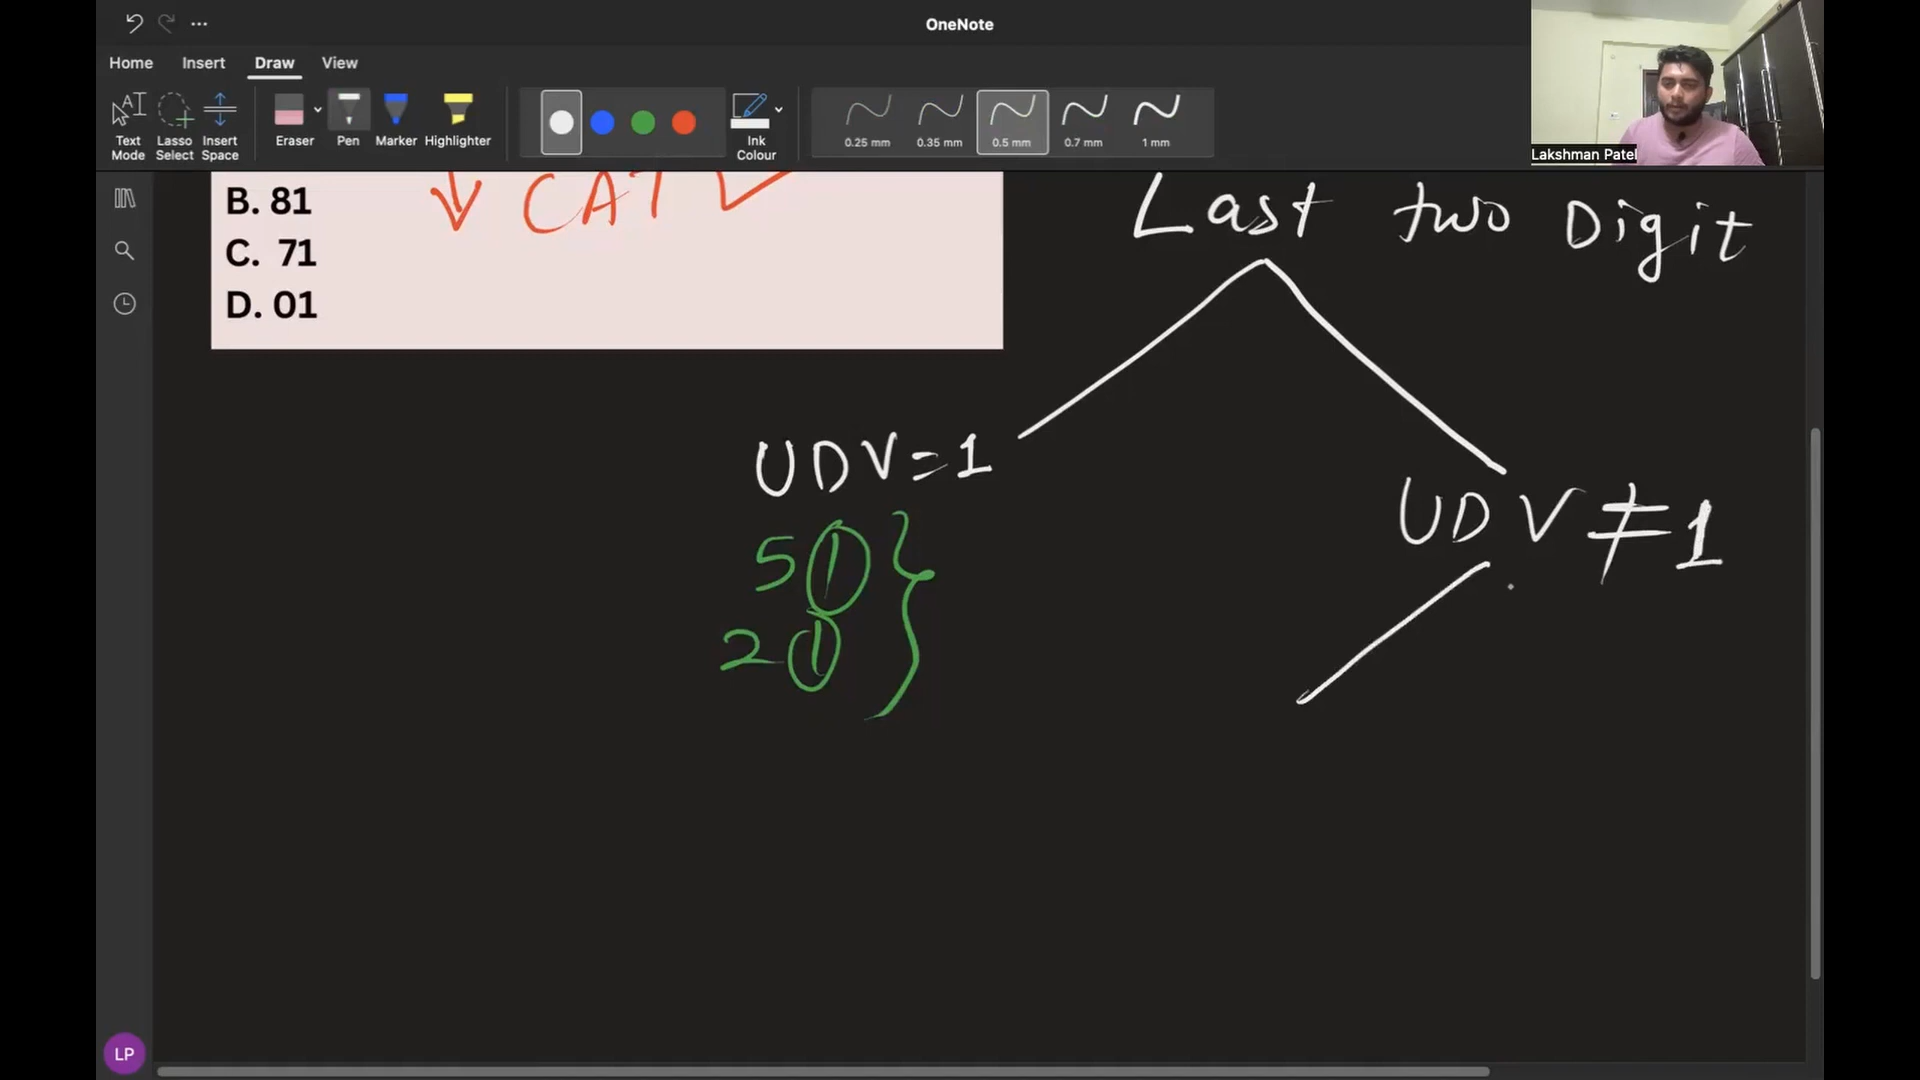 OneNote
Home Insert Draw View
Text Mode
Lasso Select
Insert Space
Eraser
Pen
Marker
Highlighter
Ink Colour
0.25 mm
0.35 mm
0.5 mm
0.7 mm
1 mm
Lakshman Patel
B. 81
C. 71
D. 01
CAT
Last two Digit
UDV=1
UDV≠1
51
21
LP